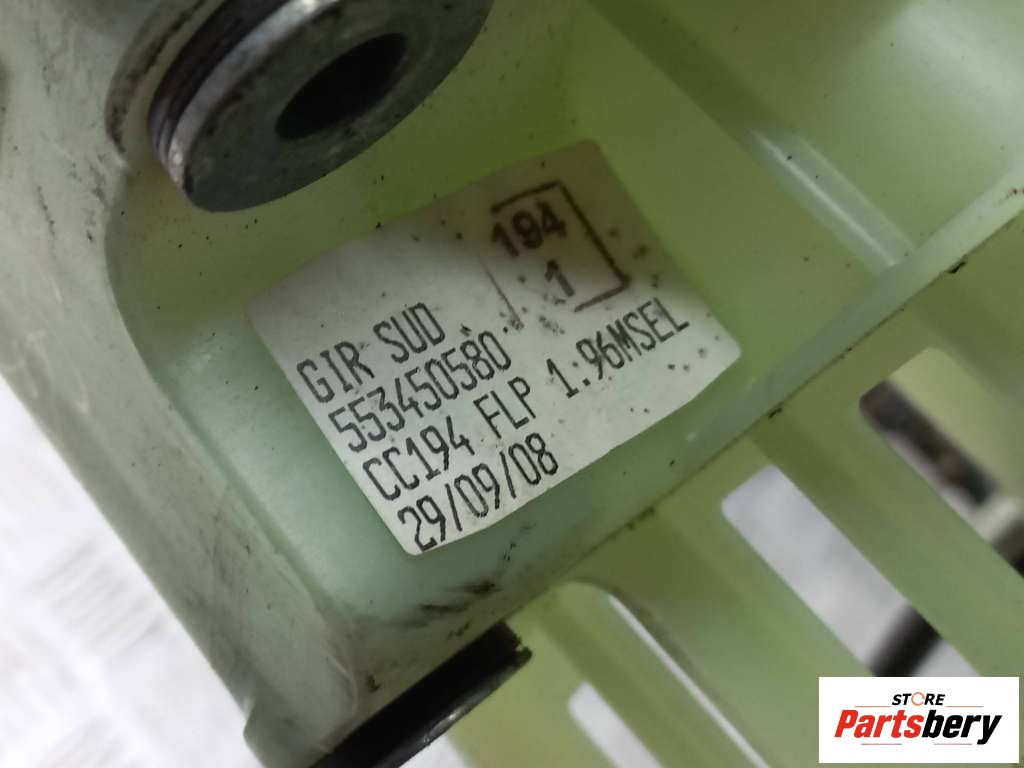 194
1
GIR SUD
553450580
CC194 FLP 1.96MSEL
29/09/08
STORE
Partsbery